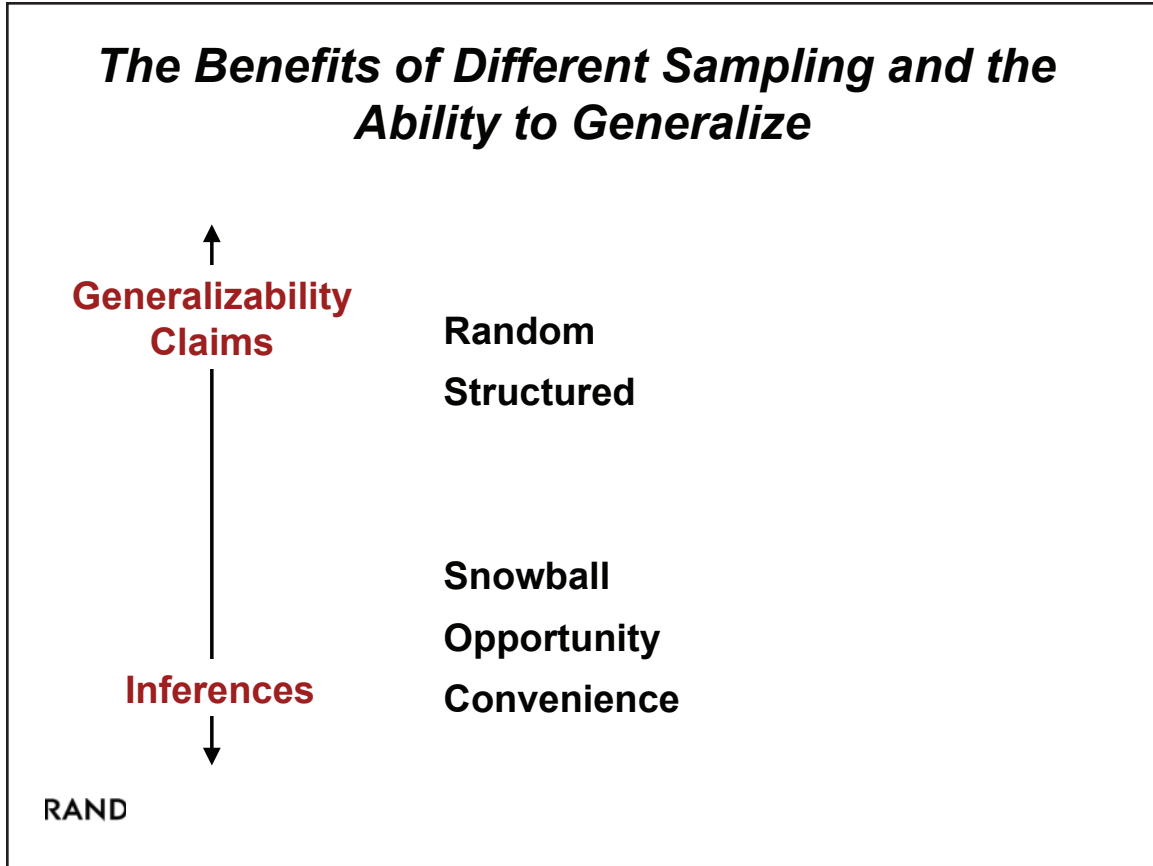 The Benefits of Different Sampling and the
Ability to Generalize
Generalizability
Claims
Random
Structured
Snowball
Opportunity
Inferences
Convenience
RAND